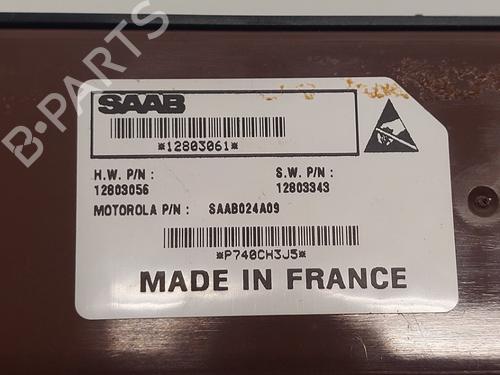 B-PARTS
SAAB
*12803061*
H.W. P/N :
12803056
S.W. P/N :
12803343
MOTOROLA P/N : SAAB024A09
*P740CH3J5*
MADE IN FRANCE